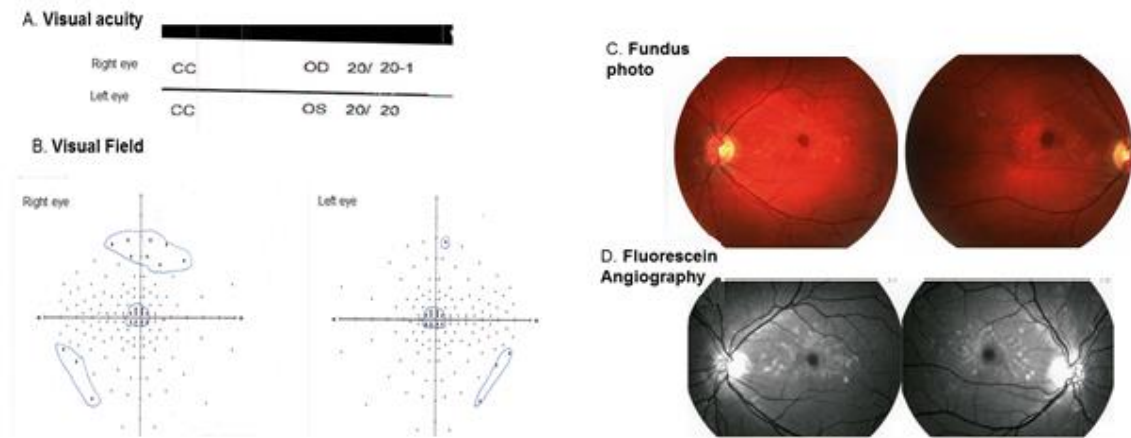 A. Visual acuity
Right eye
CC OD 20/ 20-1
Left eye
CC OS 20/ 20
B. Visual Field
Right eye
Left eye
C. Fundus
photo
D. Fluorescein
Angiography